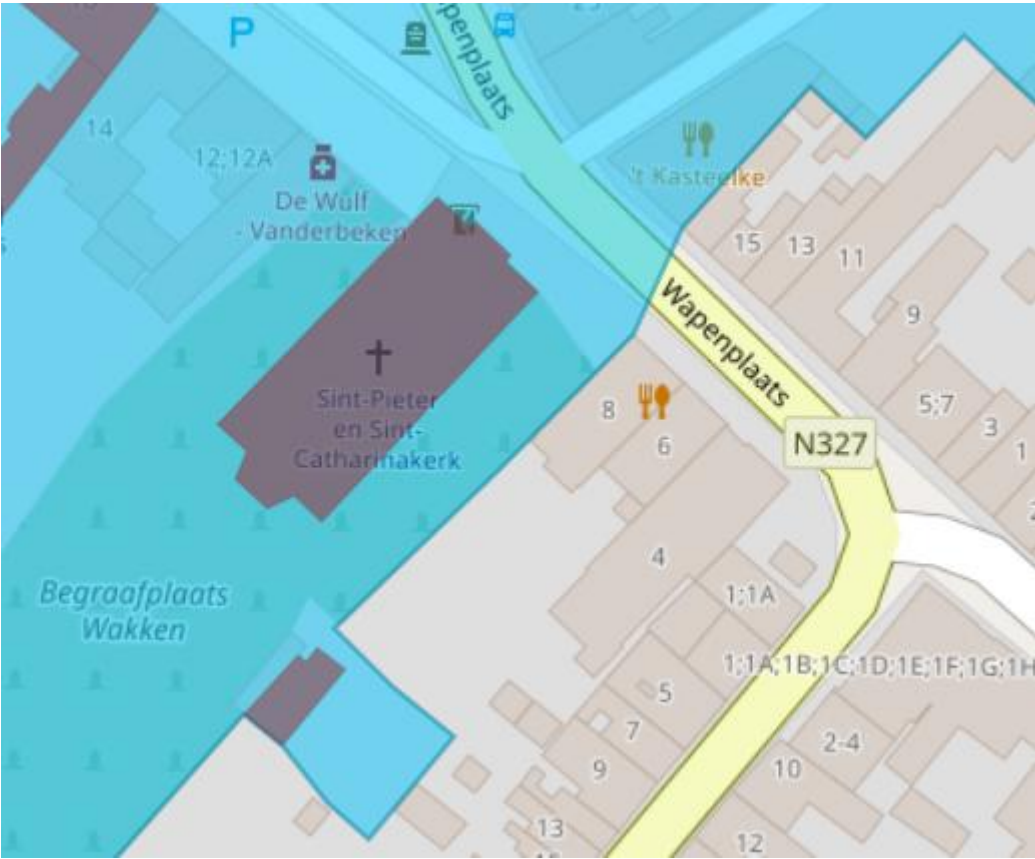 P
Wapenplaats
14
12;12A
't Kasteelke
De Wulf
- Vanderbeken
15
13
11
Wapenplaats
9
Sint-Pieter
en Sint-
Catharinakerk
8
6
5;7
3
N327
4
Begraafplaats
Wakken
1;1A
1;1A;1B;1C;1D;1E;1F;1G;1H
5
7
2-4
9
10
13
12